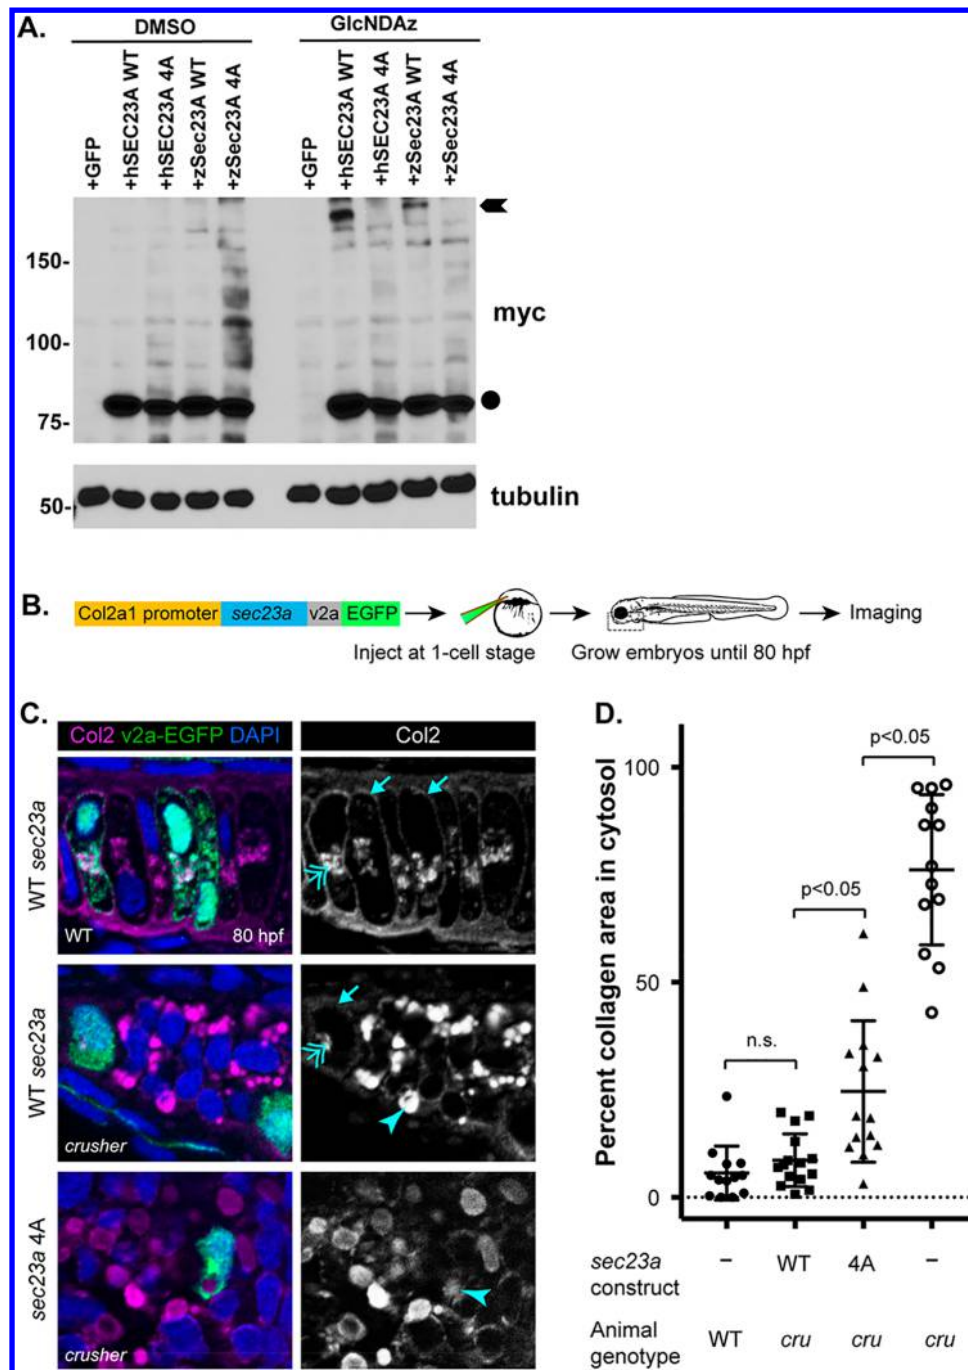 A.
DMSO
GlcNDAz
+GFP
+hSEC23A WT
+hSEC23A 4A
+zSec23A WT
+zSec23A 4A
+GFP
+hSEC23A WT
+hSEC23A 4A
+zSec23A WT
+zSec23A 4A
150-
100-
75-
myc
50-
tubulin
B.
Col2a1 promoter sec23a v2a EGFP
Imaging
Inject at 1-cell stage
Grow embryos until 80 hpf
C.
Col2 v2a-EGFP DAPI
Col2
WT sec23a
WT
80 hpf
WT sec23a
crusher
sec23a 4A
crusher
D.
Percent collagen area in cytosol
100
50
0
p<0.05
p<0.05
n.s.
sec23a construct
– WT 4A –
Animal genotype
WT cru cru cru